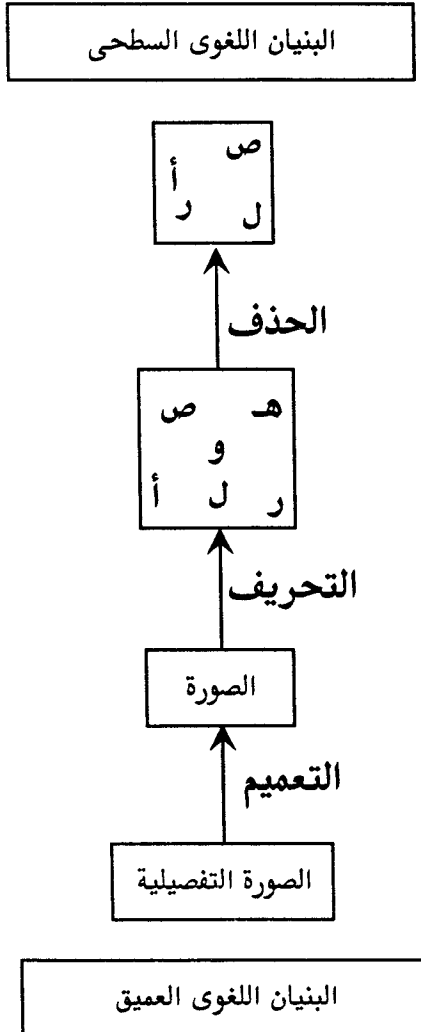 البنيان اللغوى السطحى
ص
أ
ل ر
الحذف
هـ ص
و
ر ل أ
التحريف
الصورة
التعميم
الصورة التفصيلية
البنيان اللغوى العميق